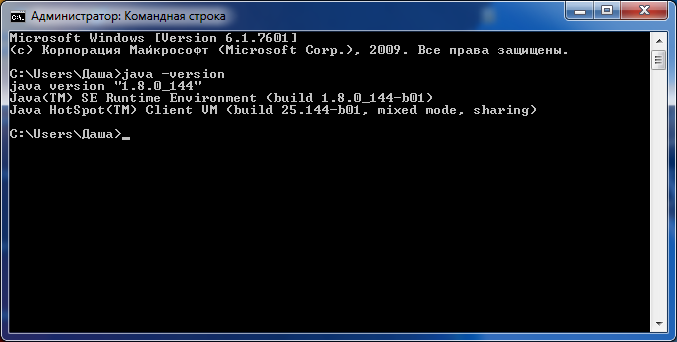 Администратор: Командная строка
Microsoft Windows [Version 6.1.7601]
(c) Корпорация Майкрософт (Microsoft Corp.), 2009. Все права защищены.
C:\Users\Даша>java -version
java version "1.8.0_144"
Java(TM) SE Runtime Environment (build 1.8.0_144-b01)
Java HotSpot(TM) Client VM (build 25.144-b01, mixed mode, sharing)
C:\Users\Даша>_